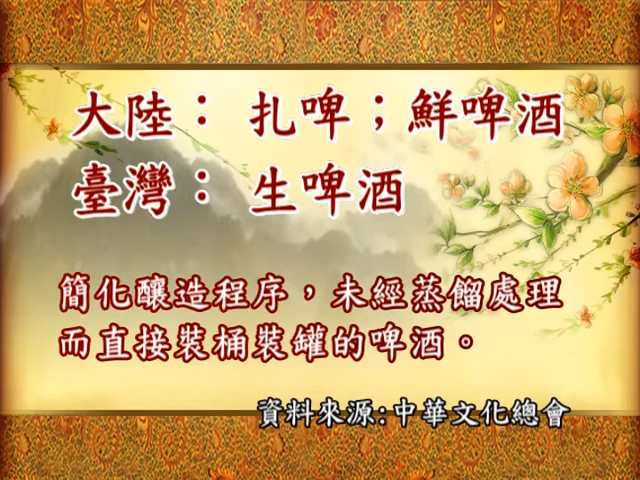 大陸： 扎啤；鮮啤酒
臺灣： 生啤酒
簡化釀造程序，未經蒸餾處理
而直接裝桶裝罐的啤酒。
資料來源:中華文化總會